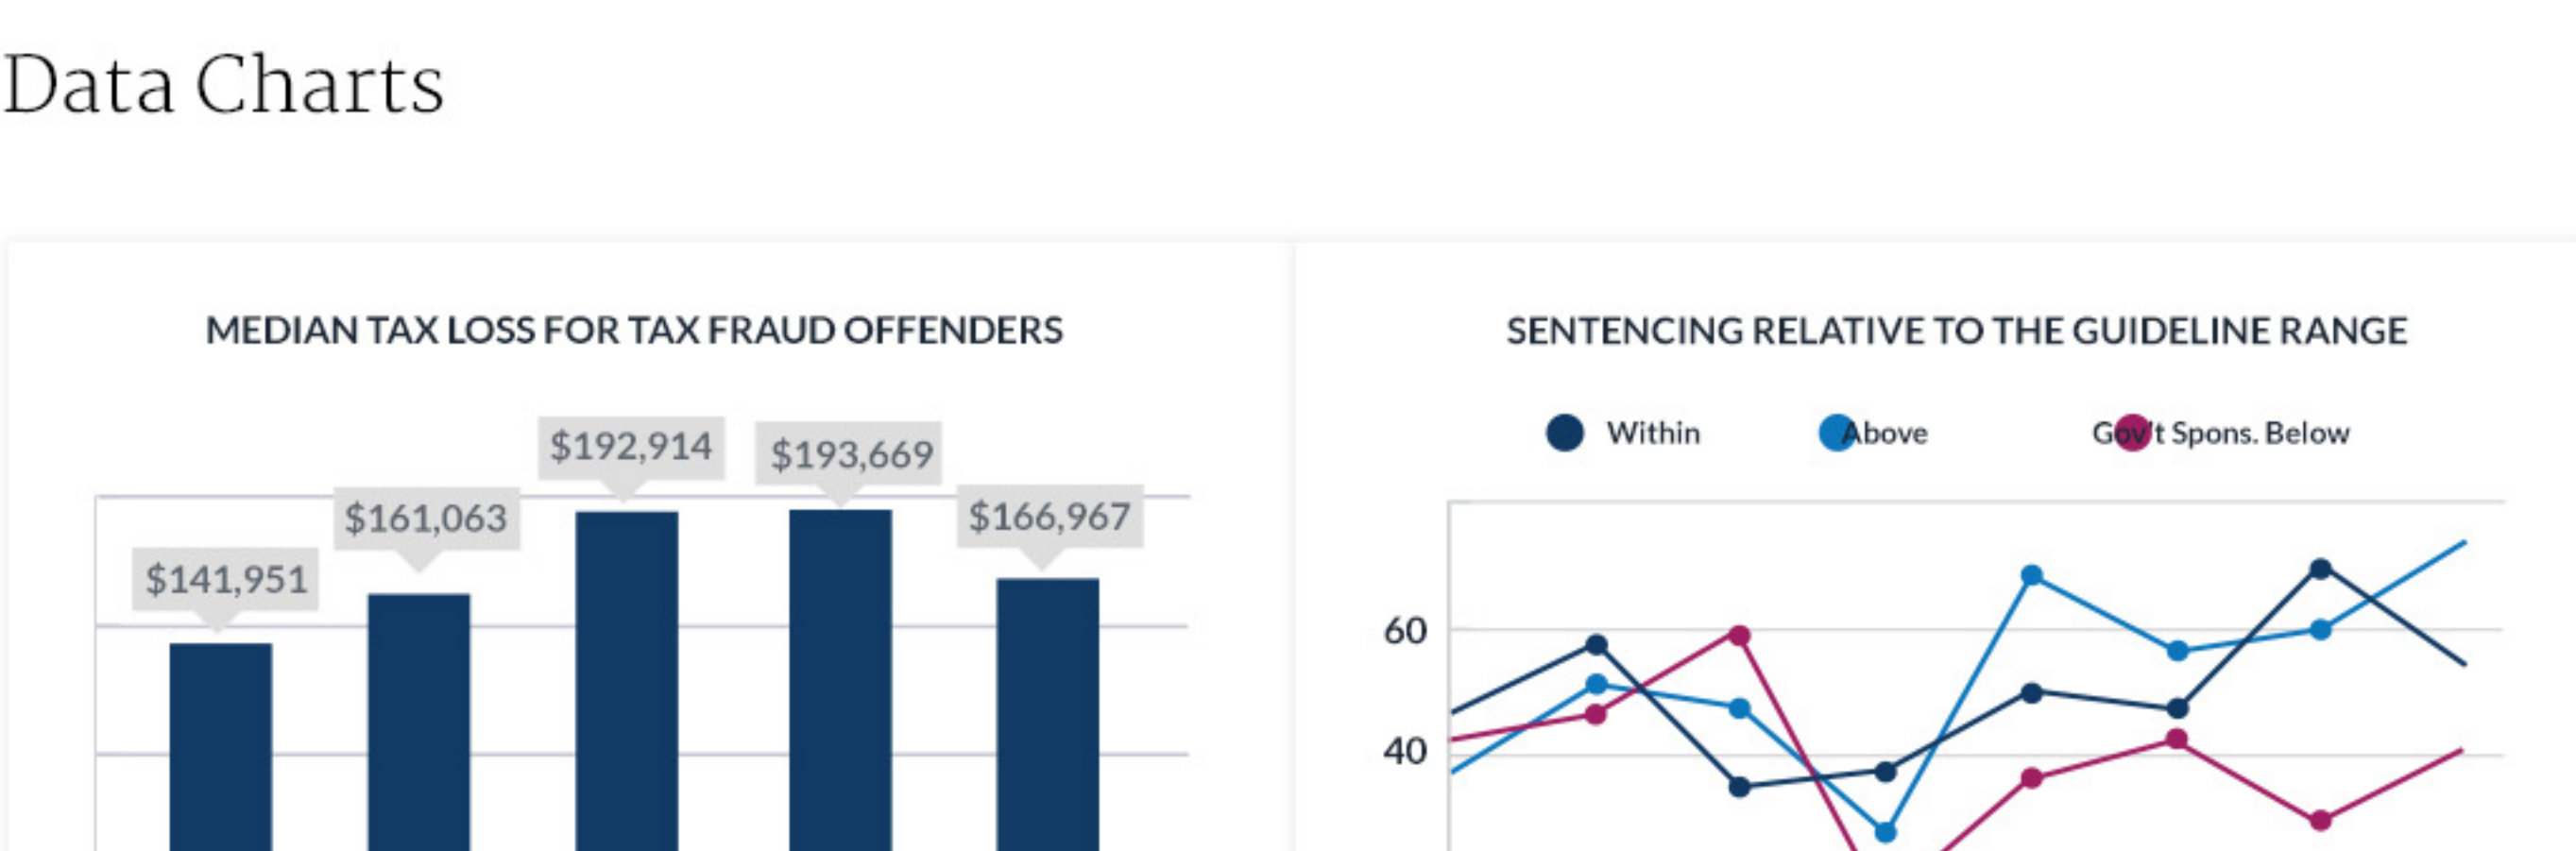 Data Charts
MEDIAN TAX LOSS FOR TAX FRAUD OFFENDERS
$192,914
$193,669
$161,063
$166,967
$141,951
SENTENCING RELATIVE TO THE GUIDELINE RANGE
Within
Above
Gov't Spons. Below
60
40